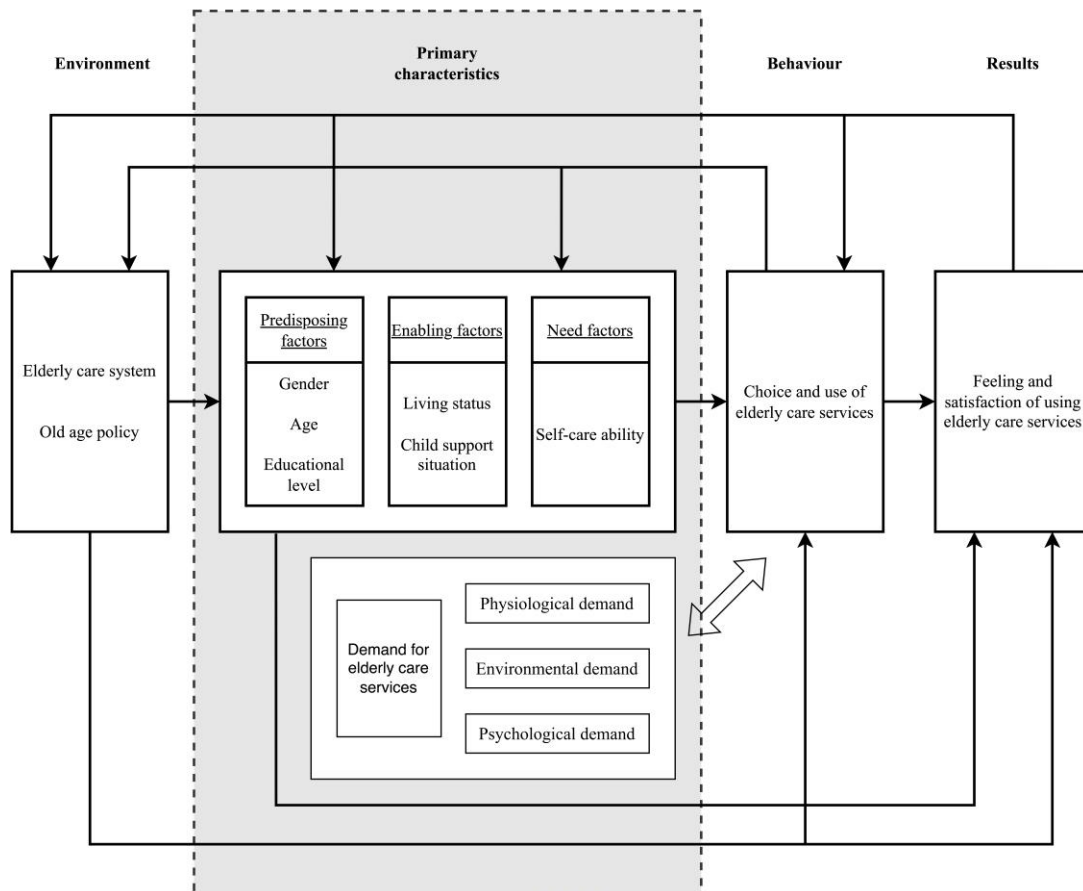 Environment
Primary
characteristics
Behaviour
Results
Elderly care system
Old age policy
Predisposing
factors
Gender
Age
Educational
level
Enabling factors
Living status
Child support
situation
Need factors
Self-care ability
Choice and use of
elderly care services
Feeling and
satisfaction of using
elderly care services
Demand for
elderly care
services
Physiological demand
Environmental demand
Psychological demand